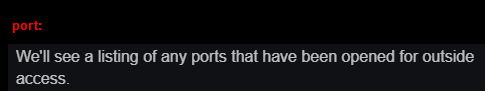 port:
We'll see a listing of any ports that have been opened for outside
access.